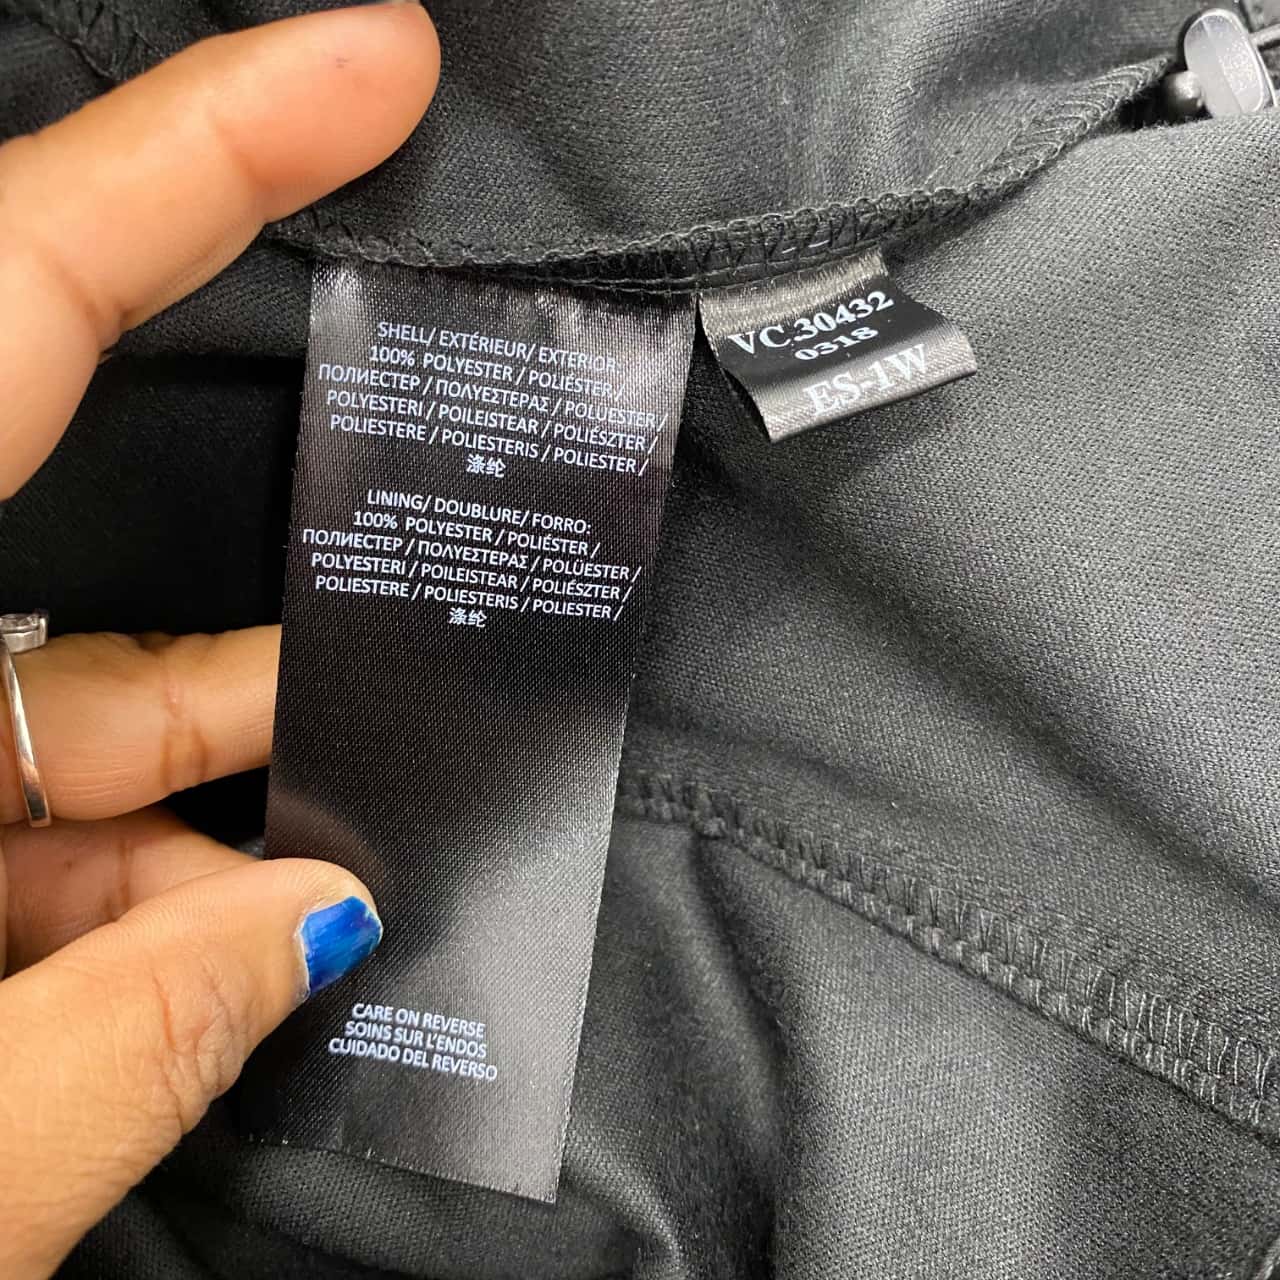 SHELL/ EXTÉRIEUR/ EXTERIOR:
100% POLYESTER / POLIÉSTER /
ПОЛИЕСТЕР / ΠΟΛΥΕΣΤΕΡΑΣ / POLÜESTER /
POLYESTERI / POILEISTEAR / POLIÉSZTER /
POLIESTERE / POLIESTERIS / POLIESTER /
涤纶
LINING/ DOUBLURE/ FORRO:
100% POLYESTER / POLIÉSTER /
ПОЛИЕСТЕР / ΠΟΛΥΕΣΤΕΡΑΣ / POLÜESTER /
POLYESTERI / POILEISTEAR / POLIÉSZTER /
POLIESTERE / POLIESTERIS / POLIESTER /
涤纶
CARE ON REVERSE
SOINS SUR L'ENDOS
CUIDADO DEL REVERSO
VC.30432
0318
ES-1W